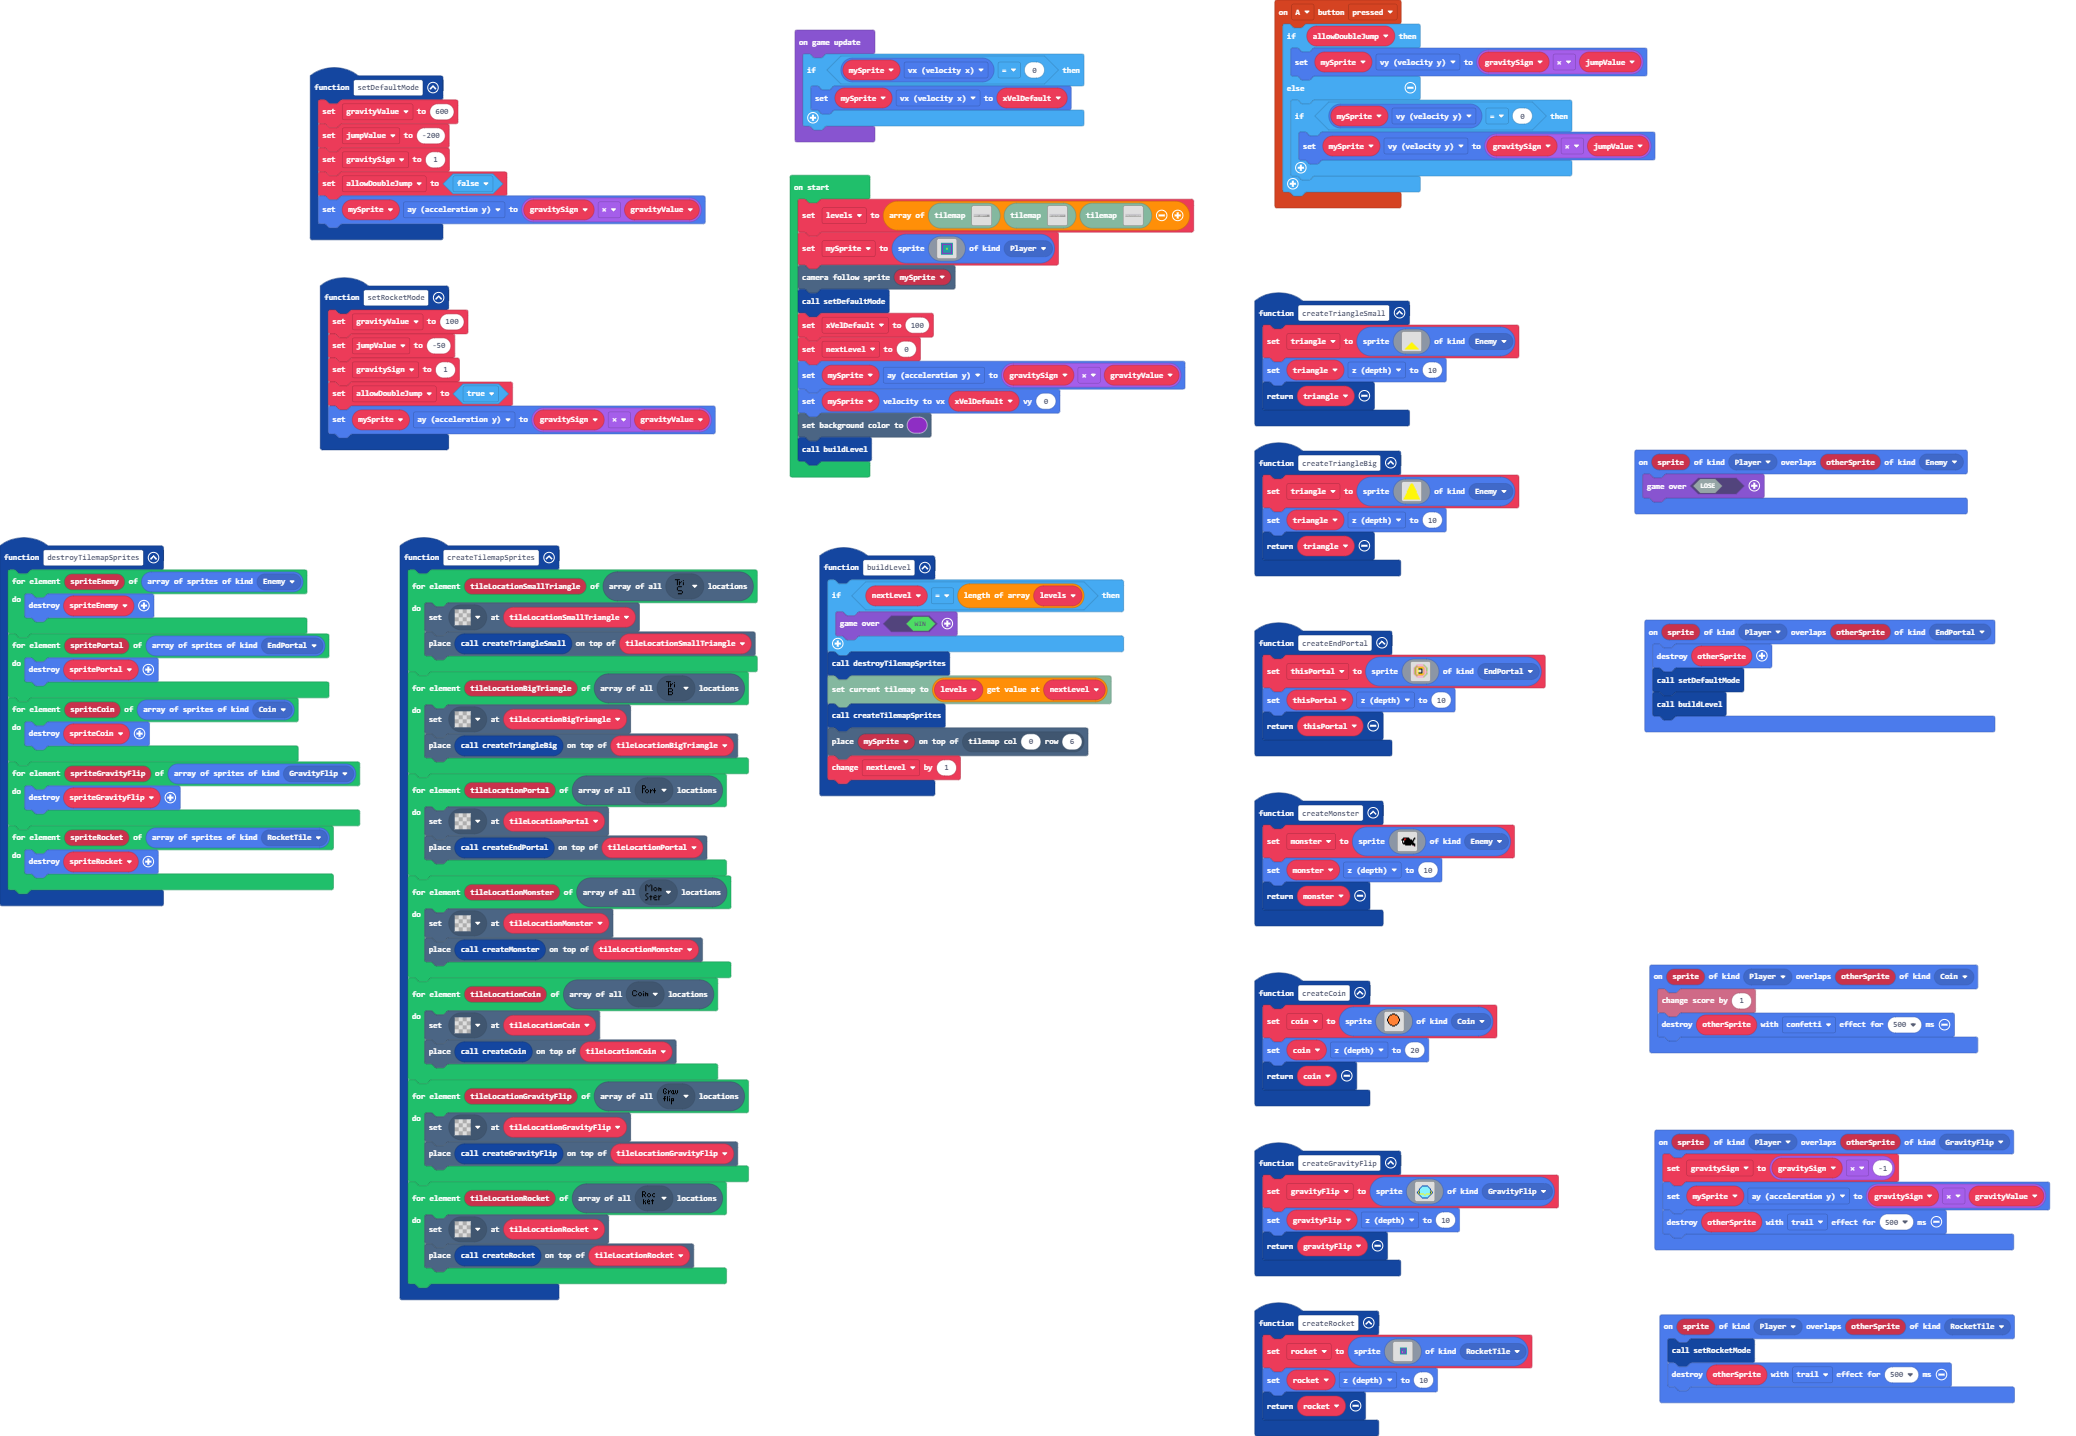 function setDefaultMode
set gravityValue to 600
set jumpValue to -200
set gravitySign to 1
set allowDoubleJump to false
set mySprite ay (acceleration y) to gravitySign × gravityValue
function setRocketMode
set gravityValue to 100
set jumpValue to -50
set gravitySign to 1
set allowDoubleJump to true
set mySprite ay (acceleration y) to gravitySign × gravityValue
on game update
if mySprite vx (velocity x) = 0 then
set mySprite vx (velocity x) to xVelDefault
on start
set levels to array of tilemap tilemap tilemap
set mySprite to sprite of kind Player
camera follow sprite mySprite
call setDefaultMode
set xVelDefault to 100
set nextLevel to 0
set mySprite ay (acceleration y) to gravitySign × gravityValue
set mySprite velocity to vx xVelDefault vy 0
set background color to
call buildLevel
on A button pressed
if allowDoubleJump then
set mySprite vy (velocity y) to gravitySign × jumpValue
else
if mySprite vy (velocity y) = 0 then
set mySprite vy (velocity y) to gravitySign × jumpValue
function destroyTilemapSprites
for element spriteEnemy of array of sprites of kind Enemy
do destroy spriteEnemy
for element spritePortal of array of sprites of kind EndPortal
do destroy spritePortal
for element spriteCoin of array of sprites of kind Coin
do destroy spriteCoin
for element spriteGravityFlip of array of sprites of kind GravityFlip
do destroy spriteGravityFlip
for element spriteRocket of array of sprites of kind RocketTile
do destroy spriteRocket
function createTilemapSprites
for element tileLocationSmallTriangle of array of all Tri S locations
do set at tileLocationSmallTriangle
place call createTriangleSmall on top of tileLocationSmallTriangle
for element tileLocationBigTriangle of array of all Tri B locations
do set at tileLocationBigTriangle
place call createTriangleBig on top of tileLocationBigTriangle
for element tileLocationPortal of array of all Port locations
do set at tileLocationPortal
place call createEndPortal on top of tileLocationPortal
for element tileLocationMonster of array of all Mon ster locations
do set at tileLocationMonster
place call createMonster on top of tileLocationMonster
for element tileLocationCoin of array of all Coin locations
do set at tileLocationCoin
place call createCoin on top of tileLocationCoin
for element tileLocationGravityFlip of array of all Grav flip locations
do set at tileLocationGravityFlip
place call createGravityFlip on top of tileLocationGravityFlip
for element tileLocationRocket of array of all Roc ket locations
do set at tileLocationRocket
place call createRocket on top of tileLocationRocket
function buildLevel
if nextLevel = length of array levels then
game over WIN
call destroyTilemapSprites
set current tilemap to levels get value at nextLevel
call createTilemapSprites
place mySprite on top of tilemap col 0 row 6
change nextLevel by 1
function createTriangleSmall
set triangle to sprite of kind Enemy
set triangle z (depth) to 10
return triangle
function createTriangleBig
set triangle to sprite of kind Enemy
set triangle z (depth) to 10
return triangle
function createEndPortal
set thisPortal to sprite of kind EndPortal
set thisPortal z (depth) to 10
return thisPortal
function createMonster
set monster to sprite of kind Enemy
set monster z (depth) to 10
return monster
function createCoin
set coin to sprite of kind Coin
set coin z (depth) to 20
return coin
function createGravityFlip
set gravityFlip to sprite of kind GravityFlip
set gravityFlip z (depth) to 10
return gravityFlip
function createRocket
set rocket to sprite of kind RocketTile
set rocket z (depth) to 10
return rocket
on sprite of kind Player overlaps otherSprite of kind Enemy
game over LOSE
on sprite of kind Player overlaps otherSprite of kind EndPortal
destroy otherSprite
call setDefaultMode
call buildLevel
on sprite of kind Player overlaps otherSprite of kind Coin
change score by 1
destroy otherSprite with confetti effect for 500 ms
on sprite of kind Player overlaps otherSprite of kind GravityFlip
set gravitySign to gravitySign × -1
set mySprite ay (acceleration y) to gravitySign × gravityValue
destroy otherSprite with trail effect for 500 ms
on sprite of kind Player overlaps otherSprite of kind RocketTile
call setRocketMode
destroy otherSprite with trail effect for 500 ms